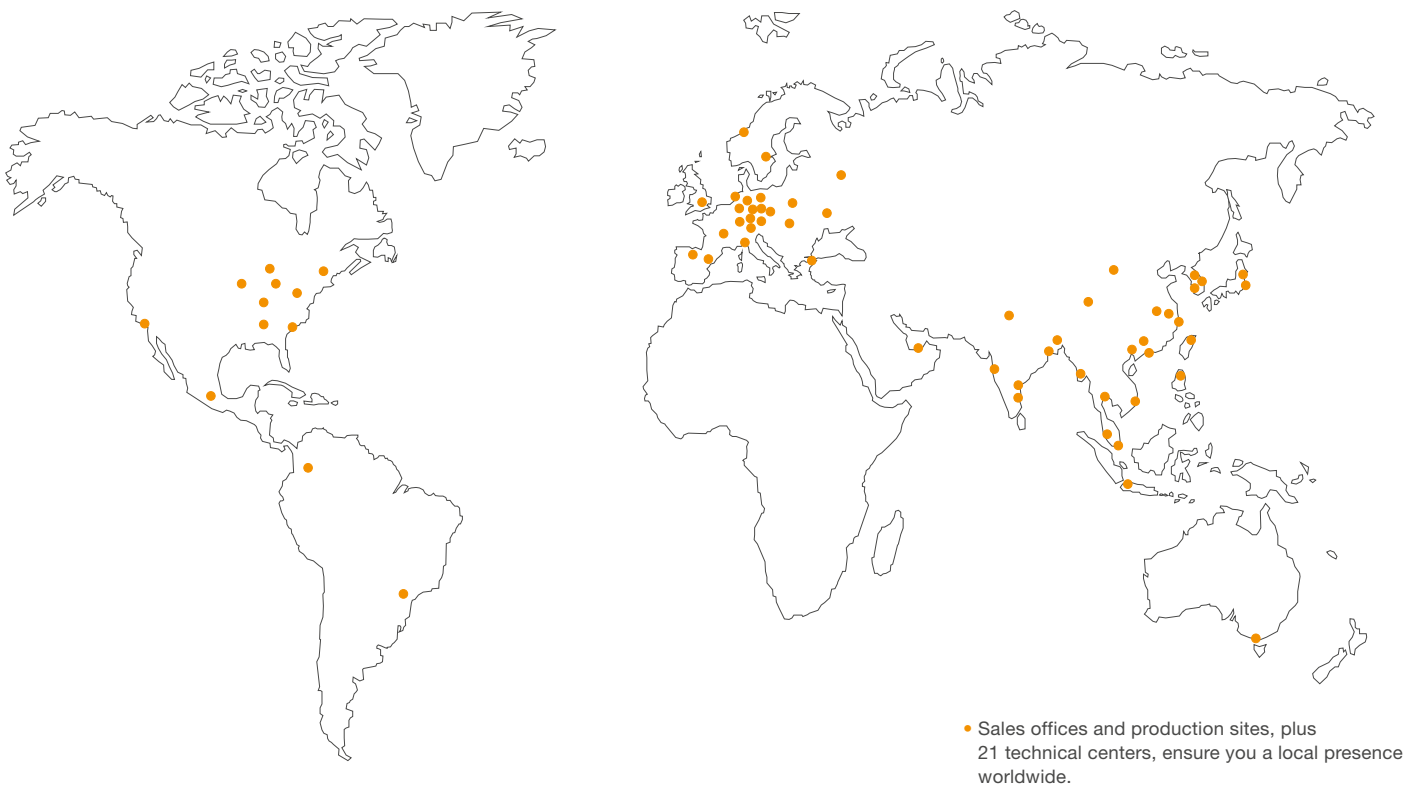 Sales offices and production sites, plus
21 technical centers, ensure you a local presence
worldwide.